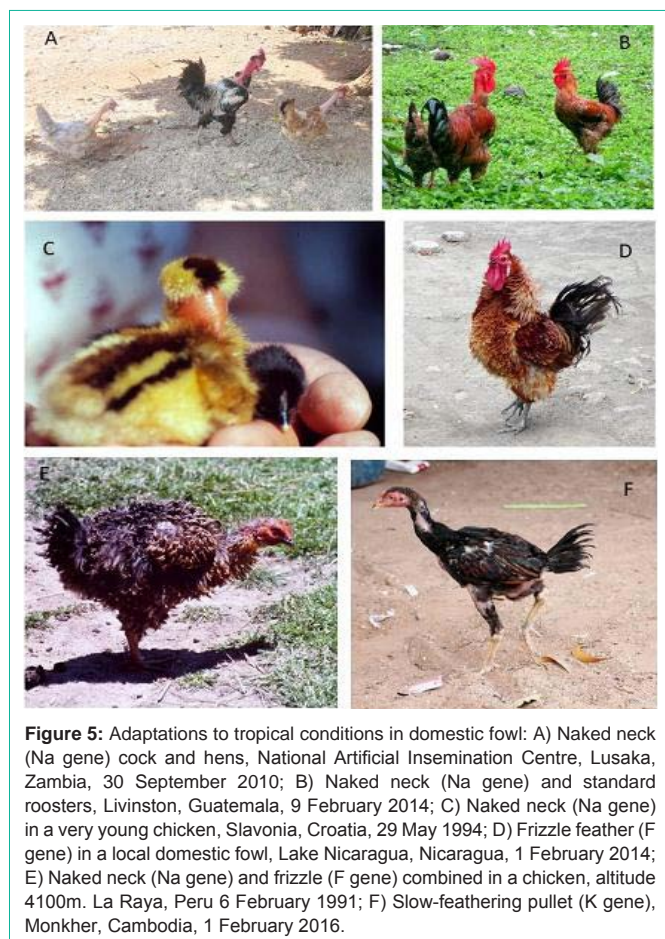 A
B
C
D
E
F
Figure 5: Adaptations to tropical conditions in domestic fowl: A) Naked neck
(Na gene) cock and hens, National Artificial Insemination Centre, Lusaka,
Zambia, 30 September 2010; B) Naked neck (Na gene) and standard
roosters, Livinston, Guatemala, 9 February 2014; C) Naked neck (Na gene)
in a very young chicken, Slavonia, Croatia, 29 May 1994; D) Frizzle feather (F
gene) in a local domestic fowl, Lake Nicaragua, Nicaragua, 1 February 2014;
E) Naked neck (Na gene) and frizzle (F gene) combined in a chicken, altitude
4100m. La Raya, Peru 6 February 1991; F) Slow-feathering pullet (K gene),
Monkher, Cambodia, 1 February 2016.